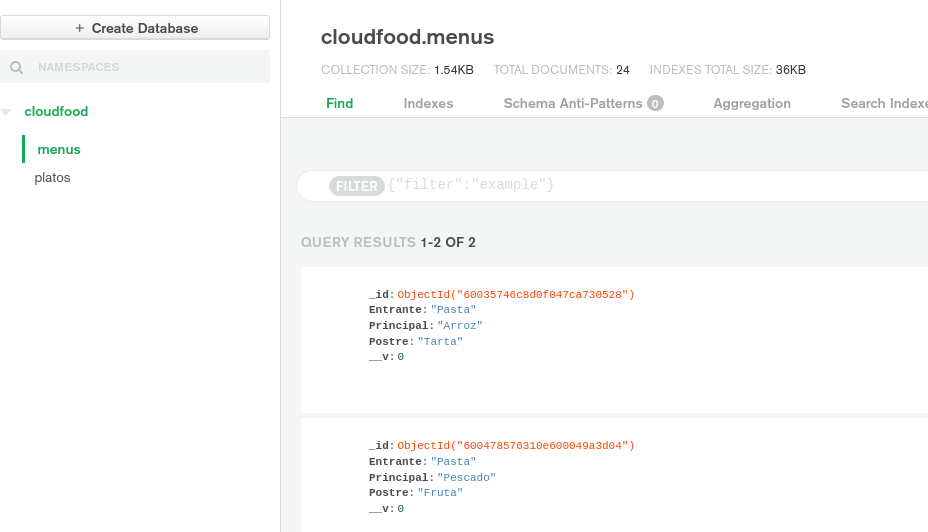 + Create Database
NAMESPACES
cloudfood
menus
platos
cloudfood.menus
COLLECTION SIZE: 1.54KB TOTAL DOCUMENTS: 24 INDEXES TOTAL SIZE: 36KB
Find Indexes Schema Anti-Patterns 0 Aggregation Search Indexe
FILTER {"filter":"example"}
QUERY RESULTS 1-2 OF 2
_id: ObjectId("60035746c8d0f047ca730528")
Entrante: "Pasta"
Principal: "Arroz"
Postre: "Tarta"
__v: 0
_id: ObjectId("600478576310e600049a3d04")
Entrante: "Pasta"
Principal: "Pescado"
Postre: "Fruta"
__v: 0